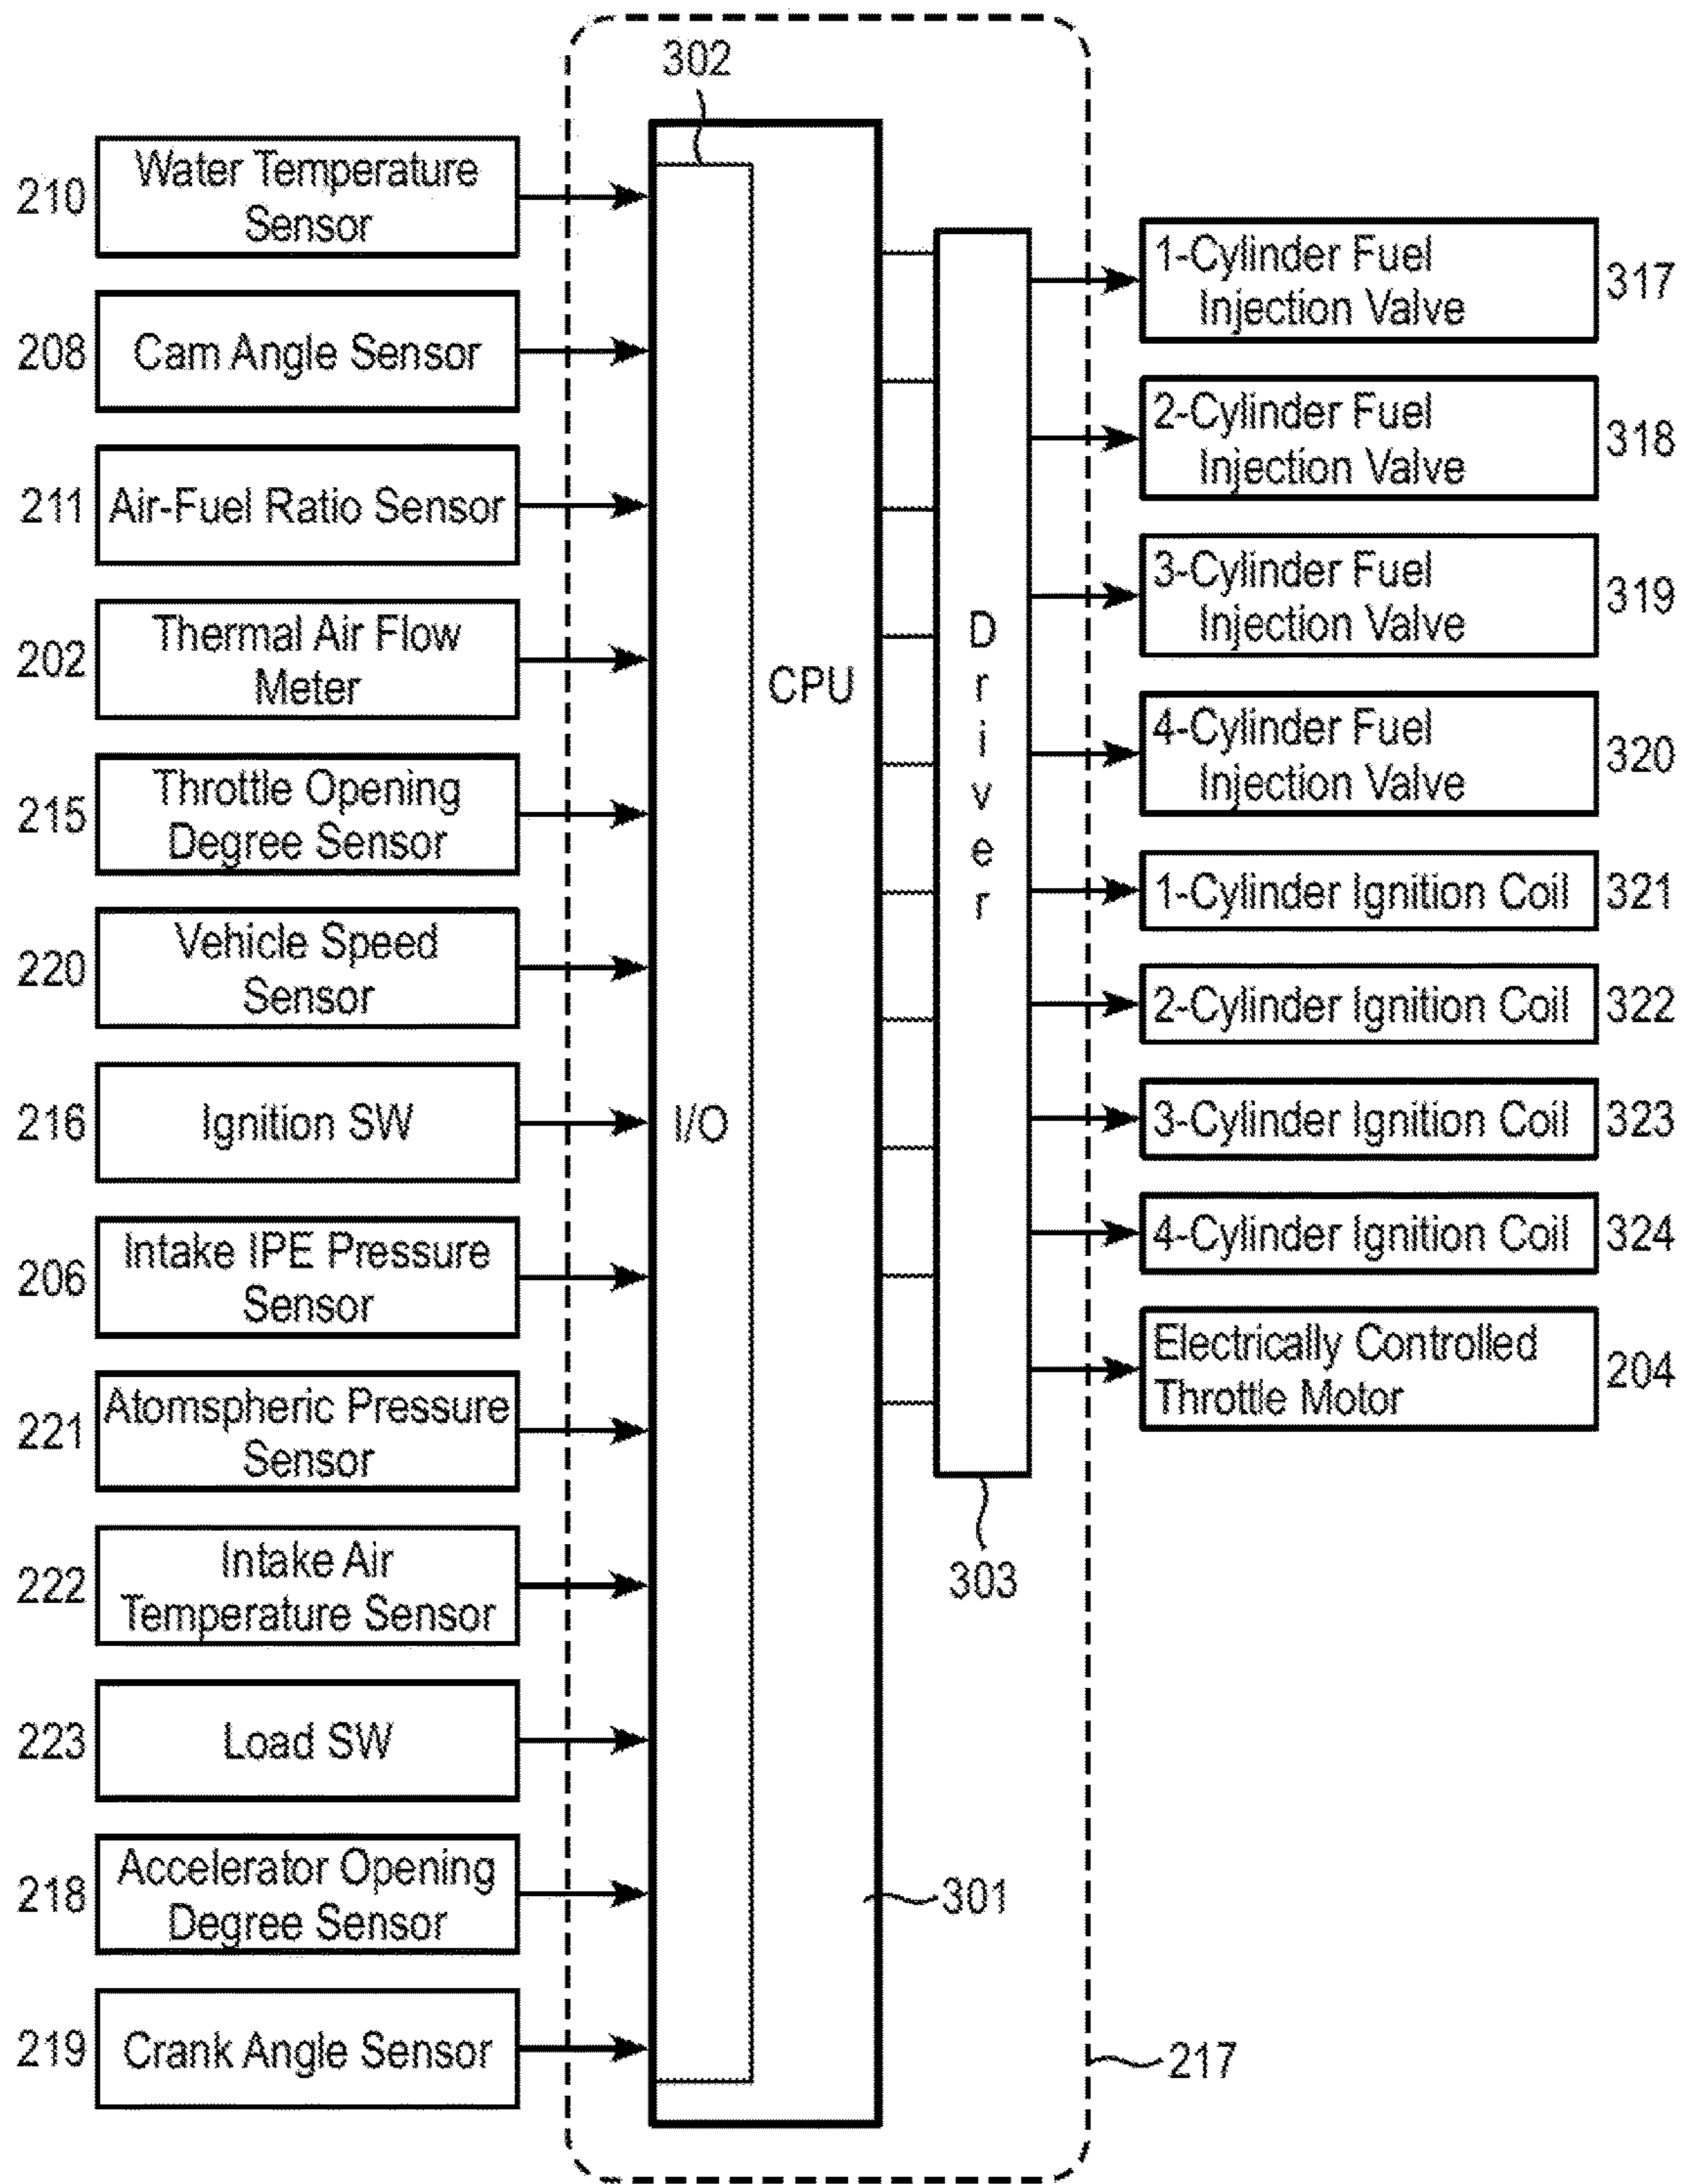 302
210
Water Temperature
Sensor
208
Cam Angle Sensor
211
Air-Fuel Ratio Sensor
202
Thermal Air Flow
Meter
215
Throttle Opening
Degree Sensor
220
Vehicle Speed
Sensor
216
Ignition SW
206
Intake IPE Pressure
Sensor
221
Atomspheric Pressure
Sensor
222
Intake Air
Temperature Sensor
223
Load SW
218
Accelerator Opening
Degree Sensor
219
Crank Angle Sensor
I/O
CPU
Driver
303
301
217
1-Cylinder Fuel
Injection Valve
317
2-Cylinder Fuel
Injection Valve
318
3-Cylinder Fuel
Injection Valve
319
4-Cylinder Fuel
Injection Valve
320
1-Cylinder Ignition Coil
321
2-Cylinder Ignition Coil
322
3-Cylinder Ignition Coil
323
4-Cylinder Ignition Coil
324
Electrically Controlled
Throttle Motor
204